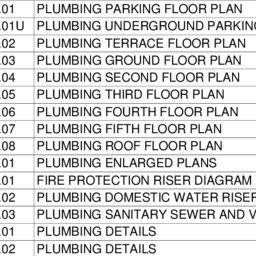 .01 PLUMBING PARKING FLOOR PLAN
.01U PLUMBING UNDERGROUND PARKING
.02 PLUMBING TERRACE FLOOR PLAN
.03 PLUMBING GROUND FLOOR PLAN
.04 PLUMBING SECOND FLOOR PLAN
.05 PLUMBING THIRD FLOOR PLAN
.06 PLUMBING FOURTH FLOOR PLAN
.07 PLUMBING FIFTH FLOOR PLAN
.08 PLUMBING ROOF FLOOR PLAN
.01 PLUMBING ENLARGED PLANS
.01 FIRE PROTECTION RISER DIAGRAM
.02 PLUMBING DOMESTIC WATER RISER
.03 PLUMBING SANITARY SEWER AND V
.01 PLUMBING DETAILS
.02 PLUMBING DETAILS